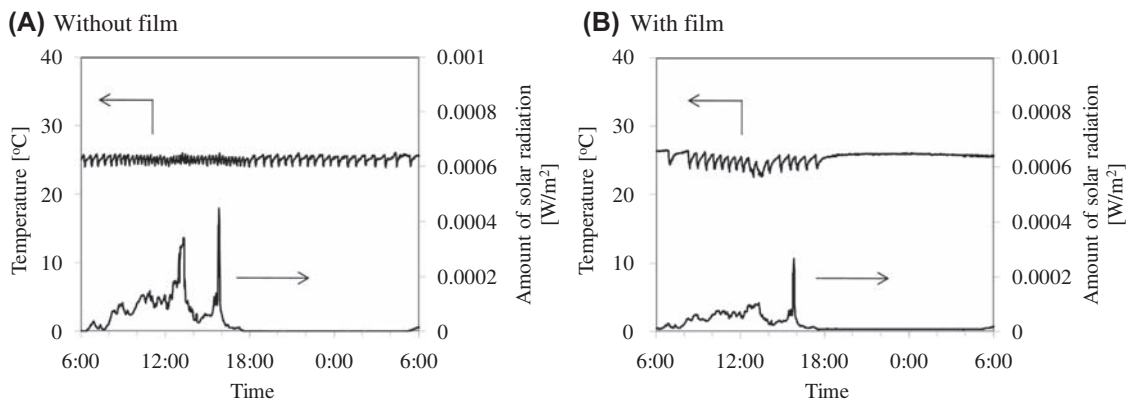 (A) Without film
40
30
20
10
0
Temperature [°C]
0.001
0.0008
0.0006
0.0004
0.0002
0
Amount of solar radiation
[W/m²]
6:00 12:00 18:00 0:00 6:00
Time
(B) With film
40
30
20
10
0
Temperature [°C]
0.001
0.0008
0.0006
0.0004
0.0002
0
Amount of solar radiation
[W/m²]
6:00 12:00 18:00 0:00 6:00
Time